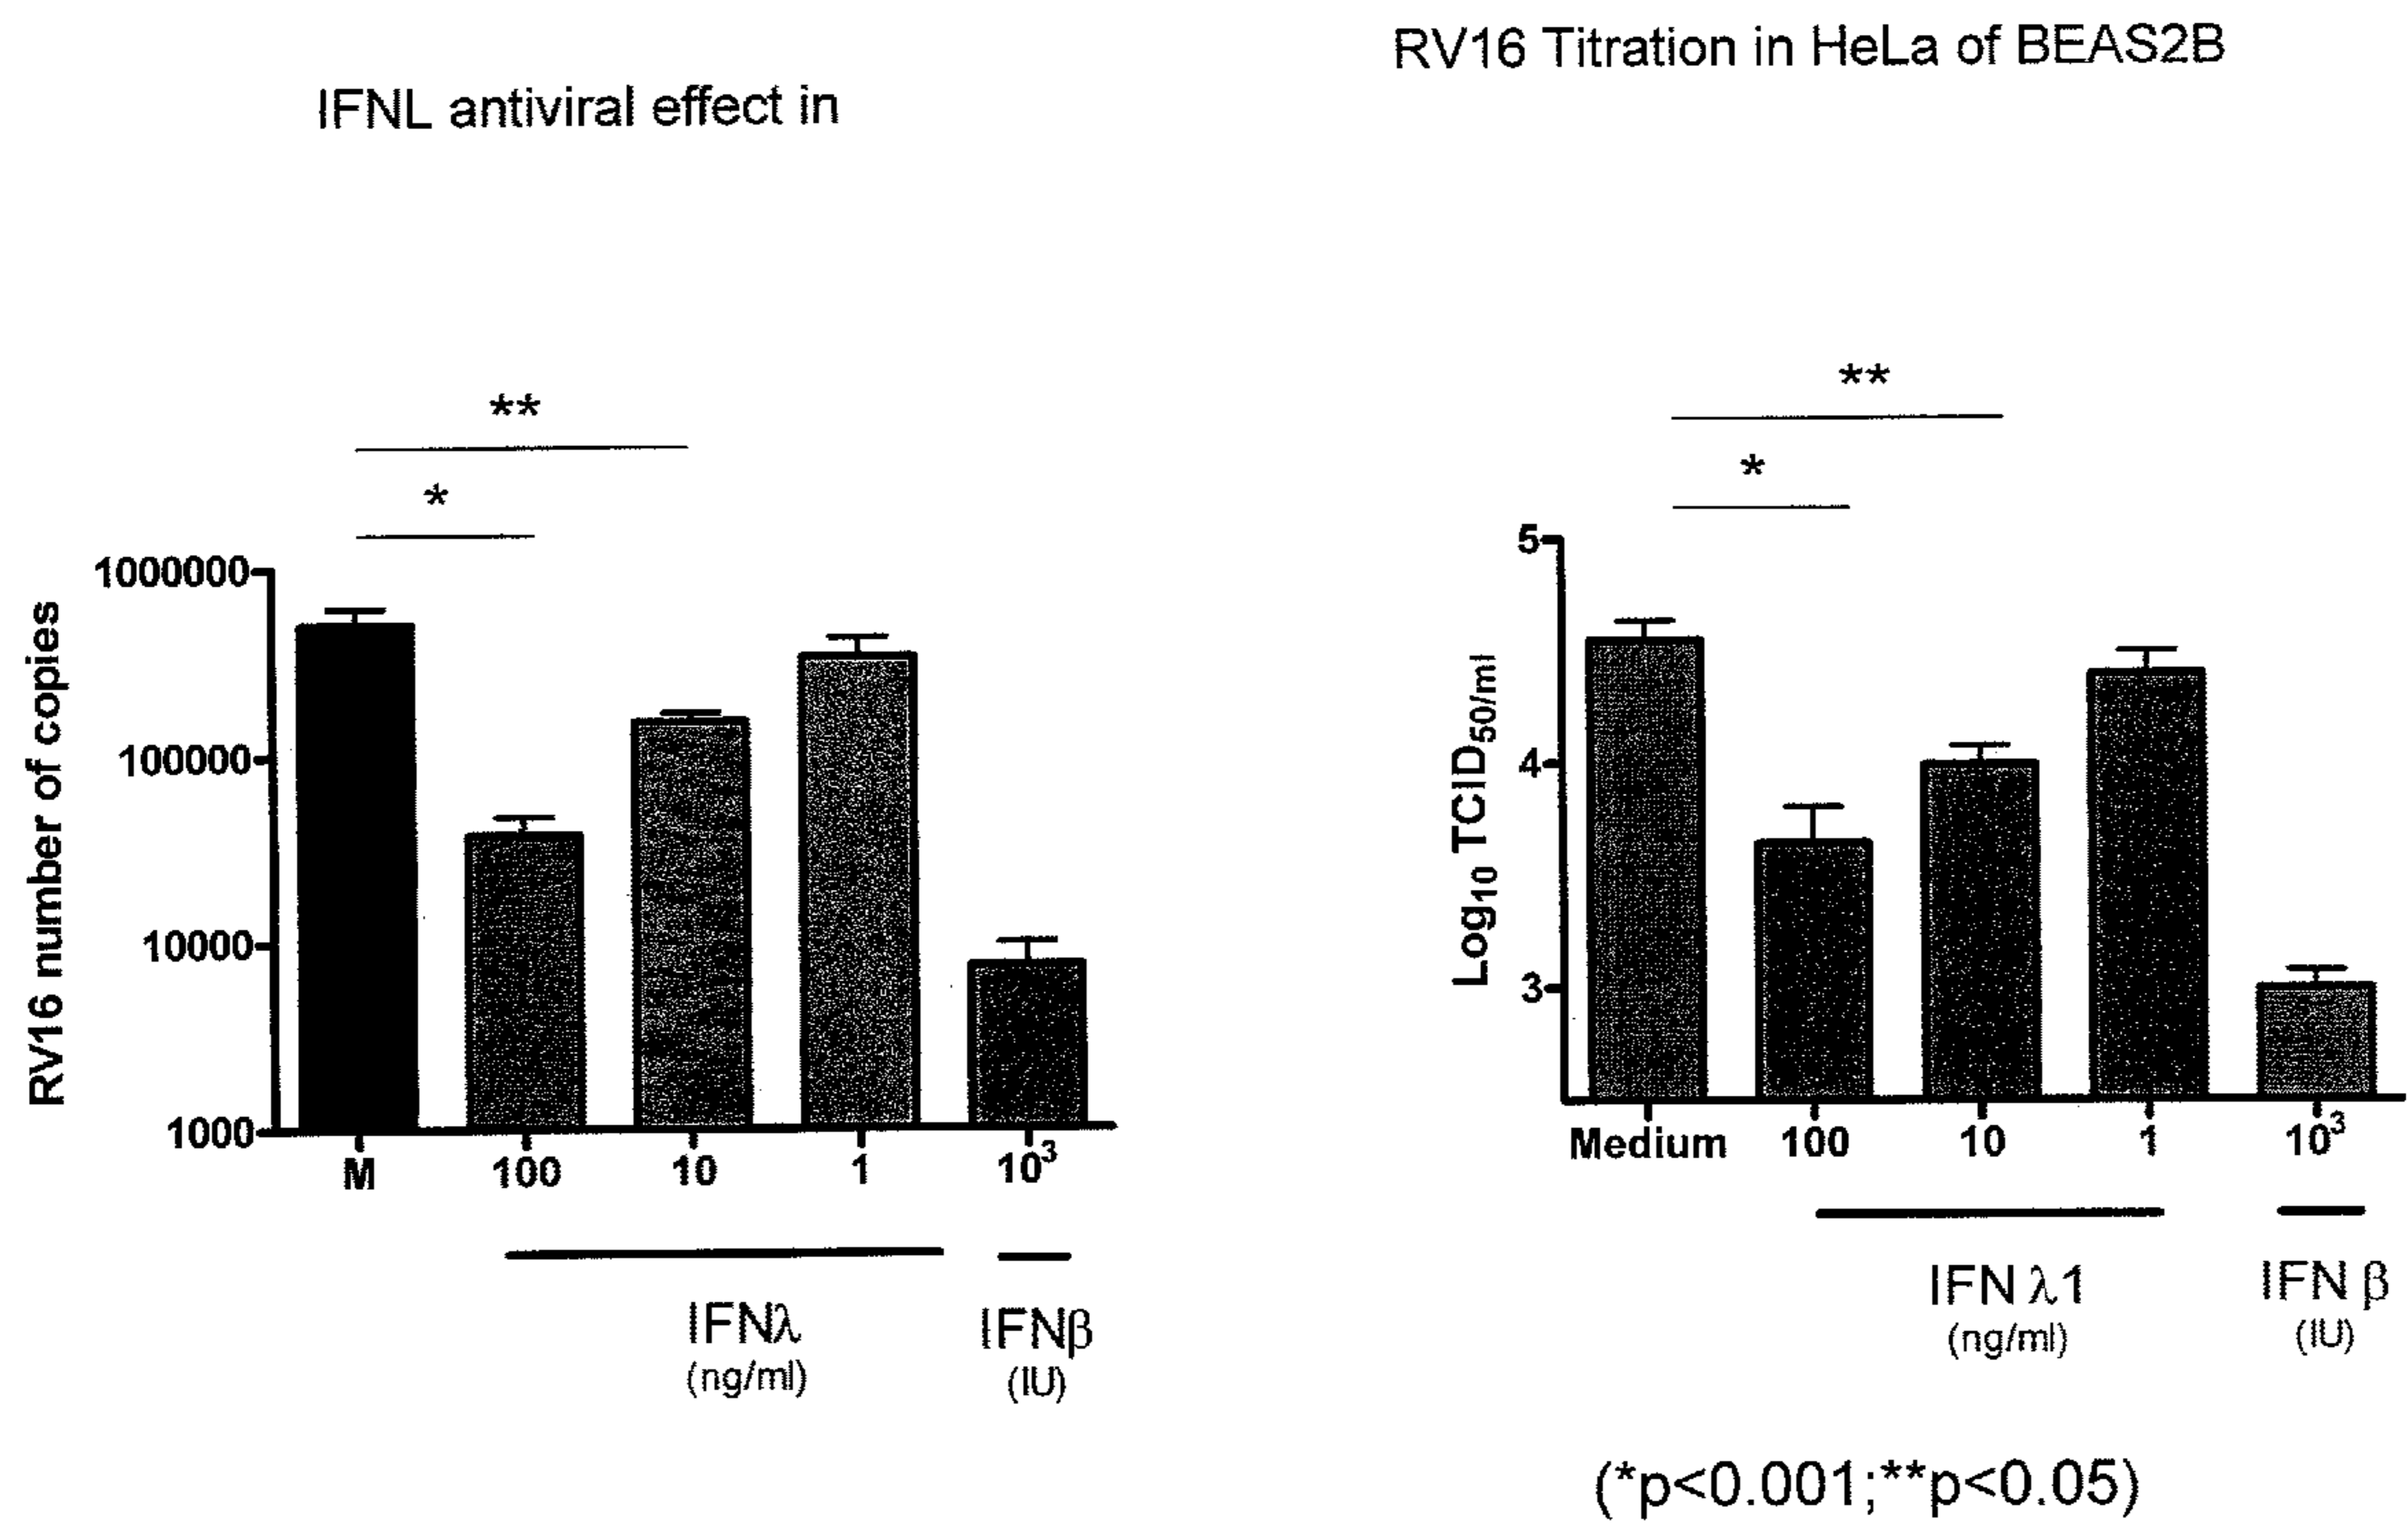 IFNL antiviral effect in
**
*
RV16 number of copies
1000000
100000
10000
1000
M
100
10
1
10³
IFNλ
(ng/ml)
IFNβ
(IU)
RV16 Titration in HeLa of BEAS2B
**
*
Log₁₀ TCID₅₀/ml
5
4
3
Medium
100
10
1
10³
IFN λ1
(ng/ml)
IFN β
(IU)
(*p<0.001;**p<0.05)